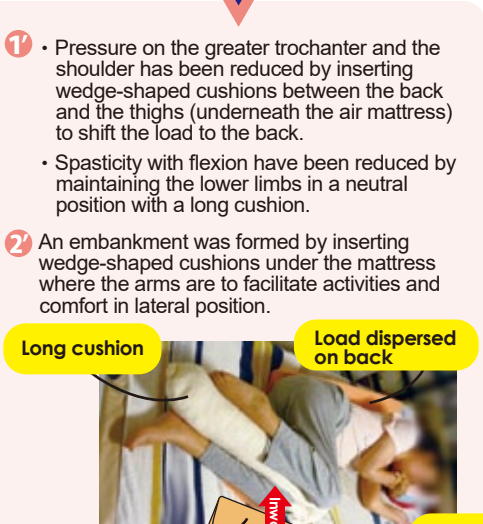 1′ ・Pressure on the greater trochanter and the
shoulder has been reduced by inserting
wedge-shaped cushions between the back
and the thighs (underneath the air mattress)
to shift the load to the back.
・Spasticity with flexion have been reduced by
maintaining the lower limbs in a neutral
position with a long cushion.
2′ An embankment was formed by inserting
wedge-shaped cushions under the mattress
where the arms are to facilitate activities and
comfort in lateral position.
Long cushion
Load dispersed
on back